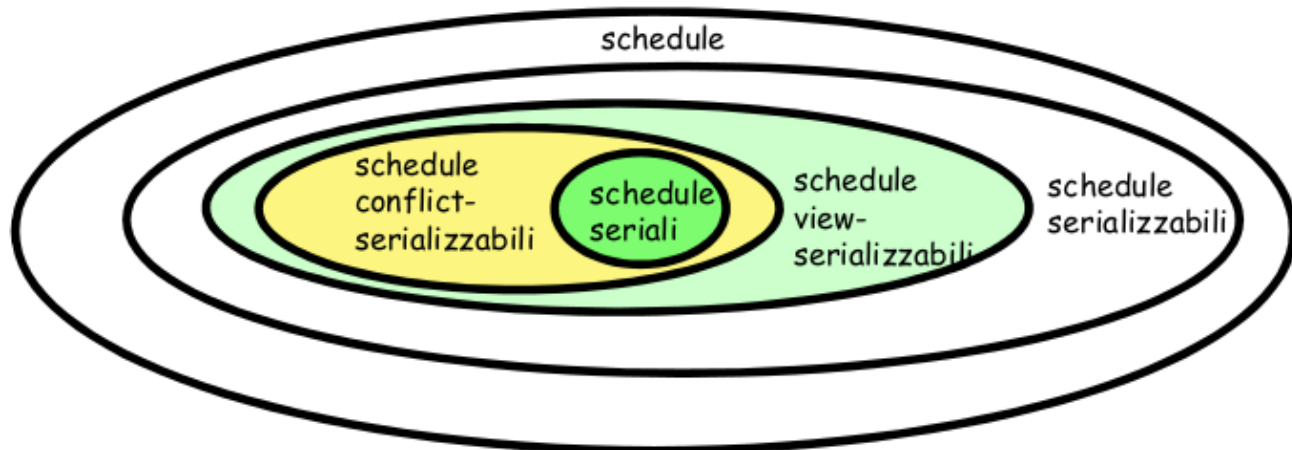 schedule
schedule
conflict-
serializzabili
schedule
seriali
schedule
view-
serializzabili
schedule
serializzabili